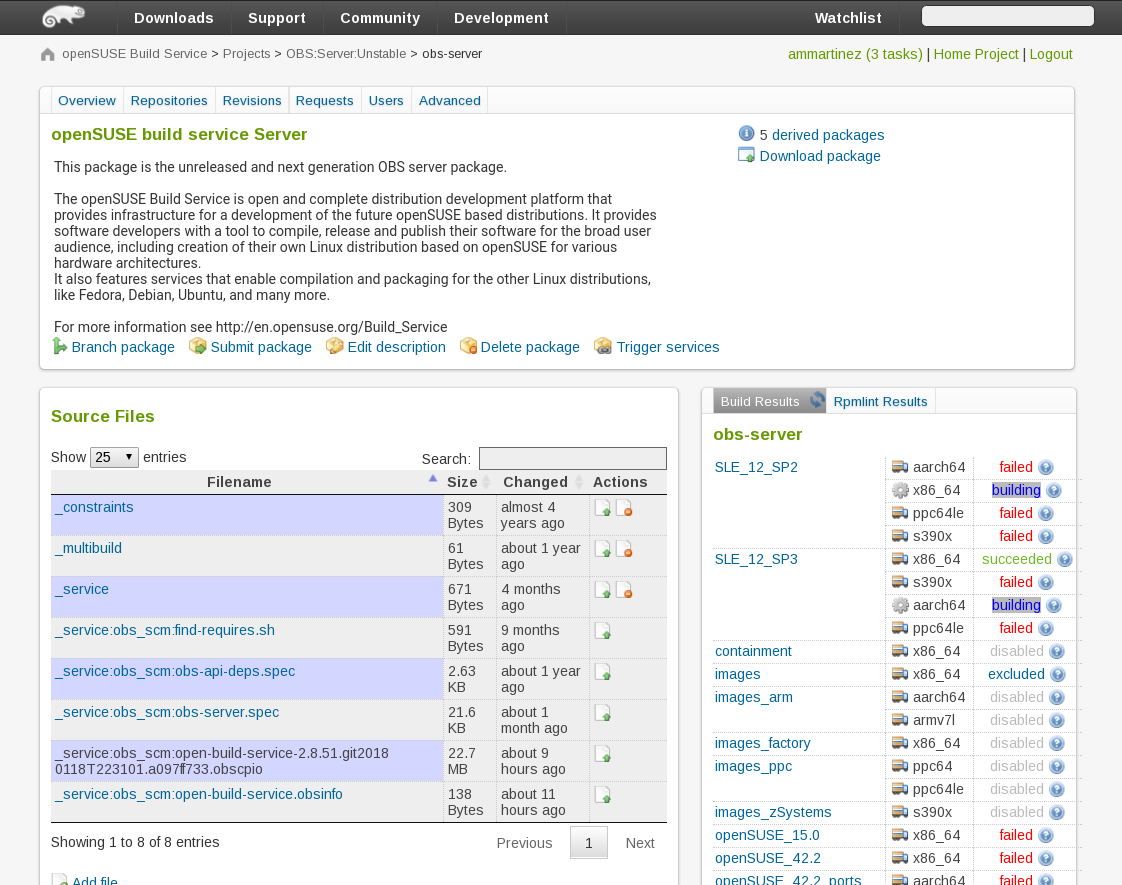 Downloads Support Community Development Watchlist
openSUSE Build Service > Projects > OBS:Server:Unstable > obs-server
ammartinez (3 tasks) | Home Project | Logout
Overview Repositories Revisions Requests Users Advanced
openSUSE build service Server
This package is the unreleased and next generation OBS server package.
The openSUSE Build Service is open and complete distribution development platform that
provides infrastructure for a development of the future openSUSE based distributions. It provides
software developers with a tool to compile, release and publish their software for the broad user
audience, including creation of their own Linux distribution based on openSUSE for various
hardware architectures.
It also features services that enable compilation and packaging for the other Linux distributions,
like Fedora, Debian, Ubuntu, and many more.
For more information see http://en.opensuse.org/Build_Service
Branch package Submit package Edit description Delete package Trigger services
5 derived packages
Download package
Source Files
Show 25 entries
Search:
Filename Size Changed Actions
_constraints 309 almost 4
Bytes years ago
_multibuild 61 about 1 year
Bytes ago
_service 671 4 months
Bytes ago
_service:obs_scm:find-requires.sh 591 9 months
Bytes ago
_service:obs_scm:obs-api-deps.spec 2.63 about 1 year
KB ago
_service:obs_scm:obs-server.spec 21.6 about 1
KB month ago
_service:obs_scm:open-build-service-2.8.51.git2018 22.7 about 9
0118T223101.a097ff733.obscpio MB hours ago
_service:obs_scm:open-build-service.obsinfo 138 about 11
Bytes hours ago
Showing 1 to 8 of 8 entries
Previous 1 Next
Add file
Build Results Rpmlint Results
obs-server
SLE_12_SP2 aarch64 failed
x86_64 building
ppc64le failed
s390x failed
SLE_12_SP3 x86_64 succeeded
s390x failed
aarch64 building
ppc64le failed
containment x86_64 disabled
images x86_64 excluded
images_arm aarch64 disabled
armv7l disabled
images_factory x86_64 disabled
images_ppc ppc64 disabled
ppc64le disabled
images_zSystems s390x disabled
openSUSE_15.0 x86_64 failed
openSUSE_42.2 x86_64 failed
openSUSE_42.2_ports aarch64 failed